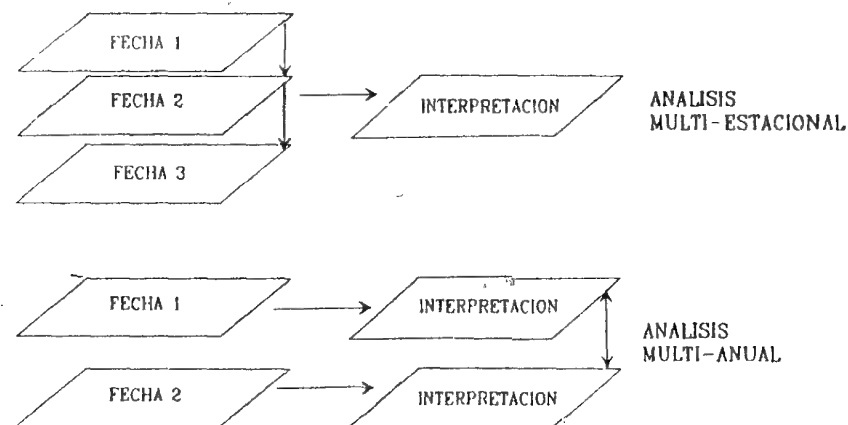 FECHA 1
FECHA 2
FECHA 3
INTERPRETACION
ANALISIS
MULTI-ESTACIONAL
FECHA 1
INTERPRETACION
FECHA 2
INTERPRETACION
ANALISIS
MULTI-ANUAL